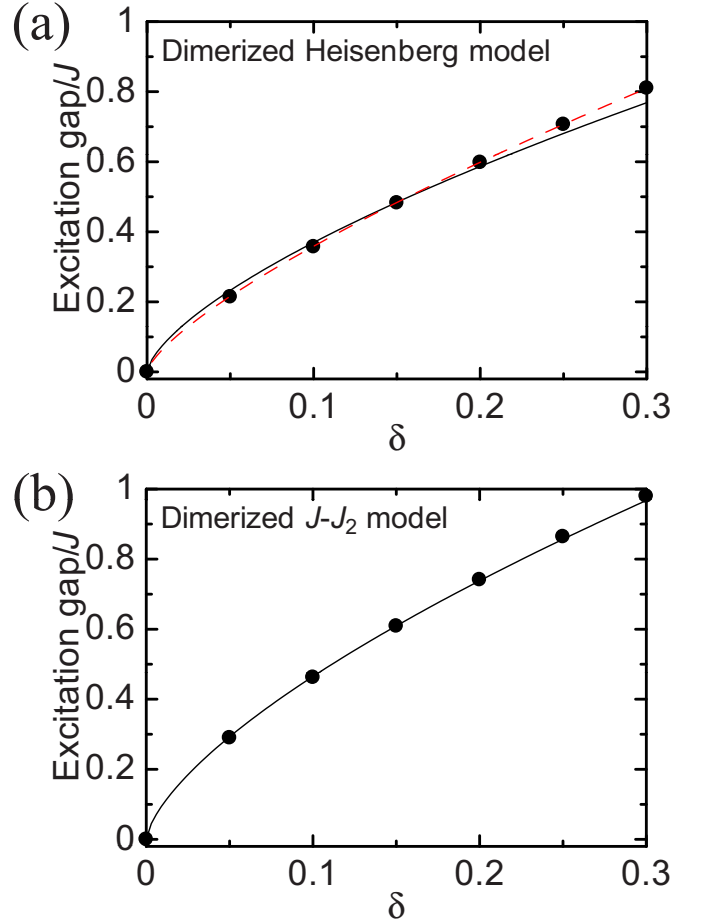 (a)
Dimerized Heisenberg model
Excitation gap/J
1
0.8
0.6
0.4
0.2
0
0 0.1 0.2 0.3
δ
(b)
Dimerized J-J₂ model
Excitation gap/J
1
0.8
0.6
0.4
0.2
0
0 0.1 0.2 0.3
δ